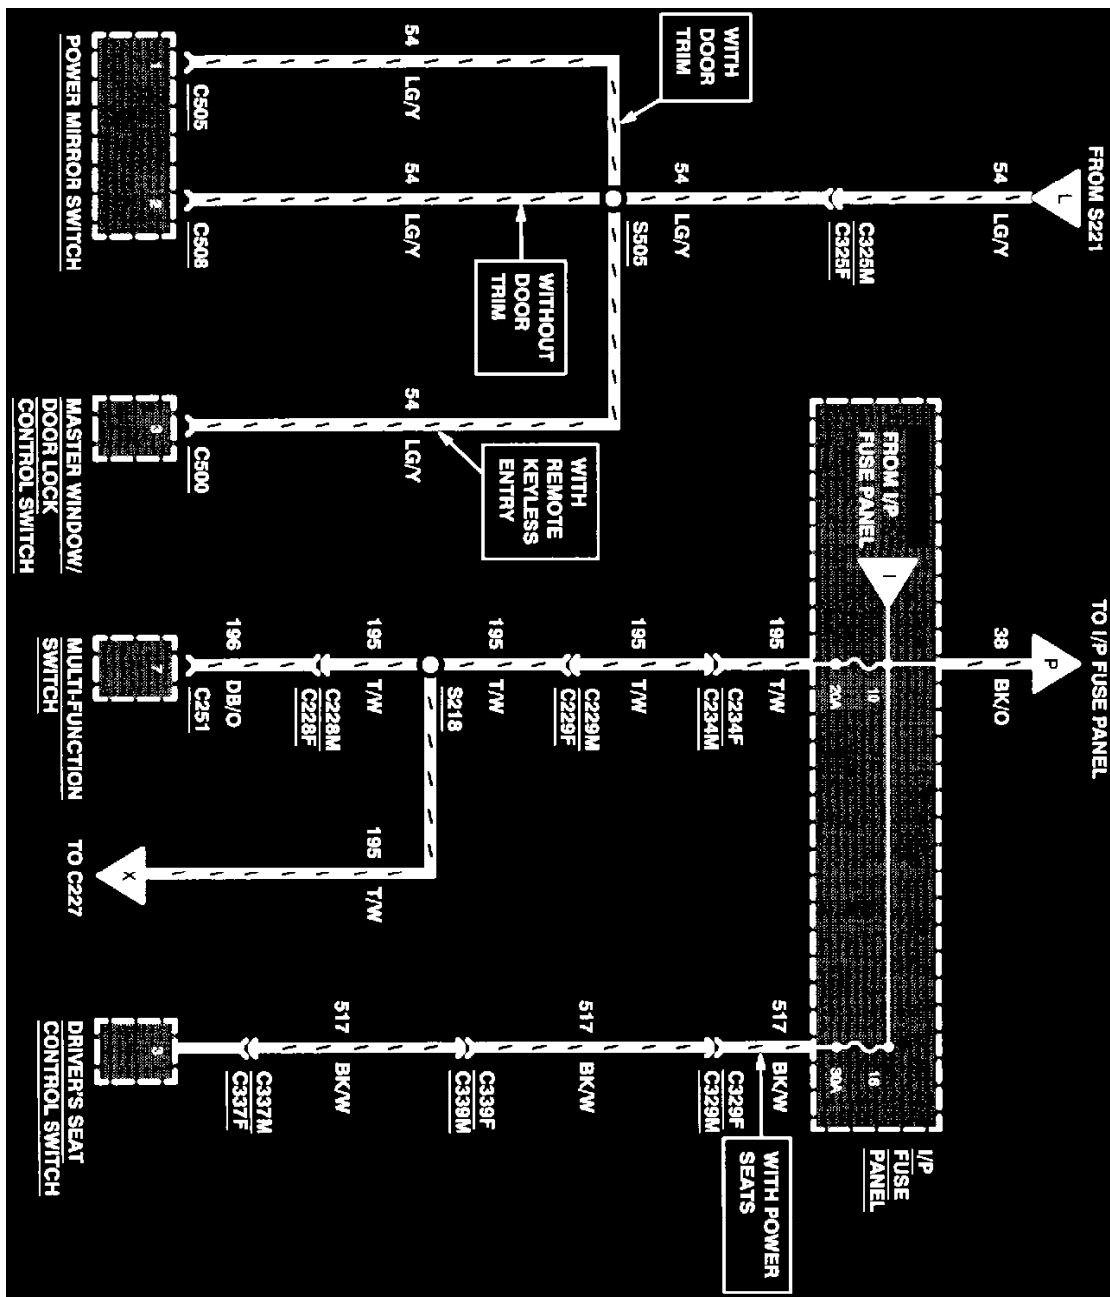 FROM S221
L
54 LG/Y
C325M
C325F
54 LG/Y
S505
WITH
DOOR
TRIM
WITHOUT
DOOR
TRIM
54 LG/Y
54 LG/Y
54 LG/Y
WITH
REMOTE
KEYLESS
ENTRY
C505
C508
C500
1
2
POWER MIRROR SWITCH
MASTER WINDOW/
DOOR LOCK
CONTROL SWITCH
TO I/P FUSE PANEL
P
38 BK/O
I/P
FUSE
PANEL
FROM I/P
FUSE PANEL
I
10
20A
16
30A
195 T/W
C234F
C234M
195 T/W
C229M
C229F
195 T/W
S218
195 T/W
195 T/W
C228M
C228F
196 DB/O
C251
7
MULTI-FUNCTION
SWITCH
X
TO C227
517 BK/W
WITH POWER
SEATS
C329F
C329M
517 BK/W
C339F
C339M
517 BK/W
C337M
C337F
5
DRIVER'S SEAT
CONTROL SWITCH